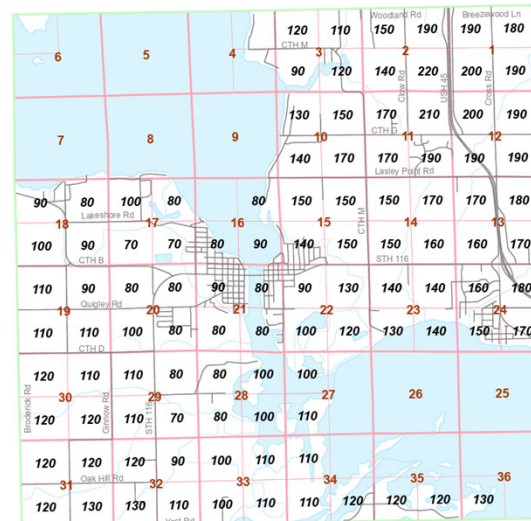 Woodland Rd Breezewood Ln
120 110 150 190 190 180
CTH M
6 5 4 3 2 1
90 120 140 220 200 190
Clow Rd USH 45 Cross Rd
130 150 170 210 200 190
CTH G
7 8 9 10 11 12
140 170 170 190 190 190
Lasley Point Rd
90 80 100 80 80 150 150 150 170 170 180
Lakeshore Rd CTH M
18 17 16 15 14 13
100 90 70 70 80 90 140 150 150 160 160 170
CTH B STH 116
110 90 80 80 90 80 90 130 140 140 160 180
Quigley Rd
19 20 21 22 23 24
110 110 100 80 80 80 100 120 130 140 150 170
CTH D
120 110 110 80 80 100 100
Broderick Rd Ginnow Rd STH 116
30 29 28 27 26 25
120 120 110 70 80 100 110
120 120 120 90 100 110 110
Oak Hill Rd
31 32 33 34 35 36
120 130 130 110 100 110 110 120 120 120 130